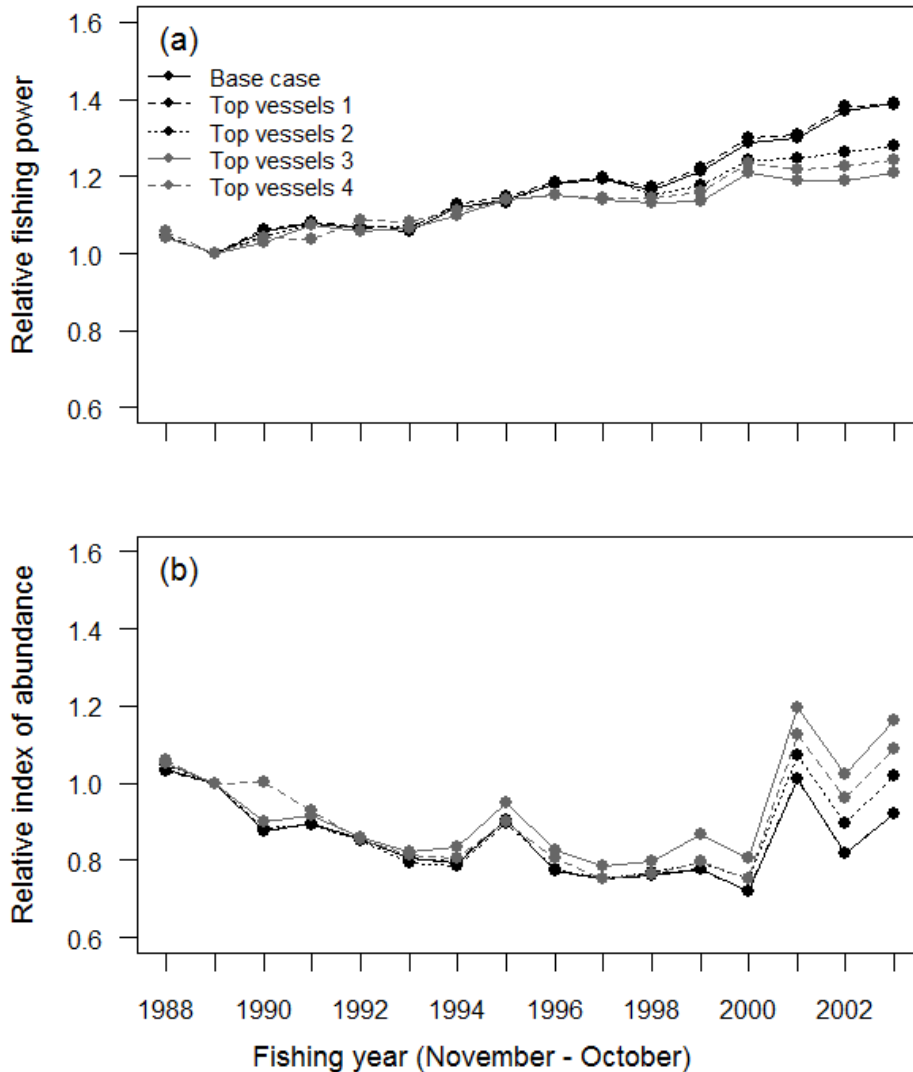 (a)
Base case
Top vessels 1
Top vessels 2
Top vessels 3
Top vessels 4
Relative fishing power
1.6
1.4
1.2
1.0
0.8
0.6
(b)
Relative index of abundance
1.6
1.4
1.2
1.0
0.8
0.6
1988 1990 1992 1994 1996 1998 2000 2002
Fishing year (November - October)